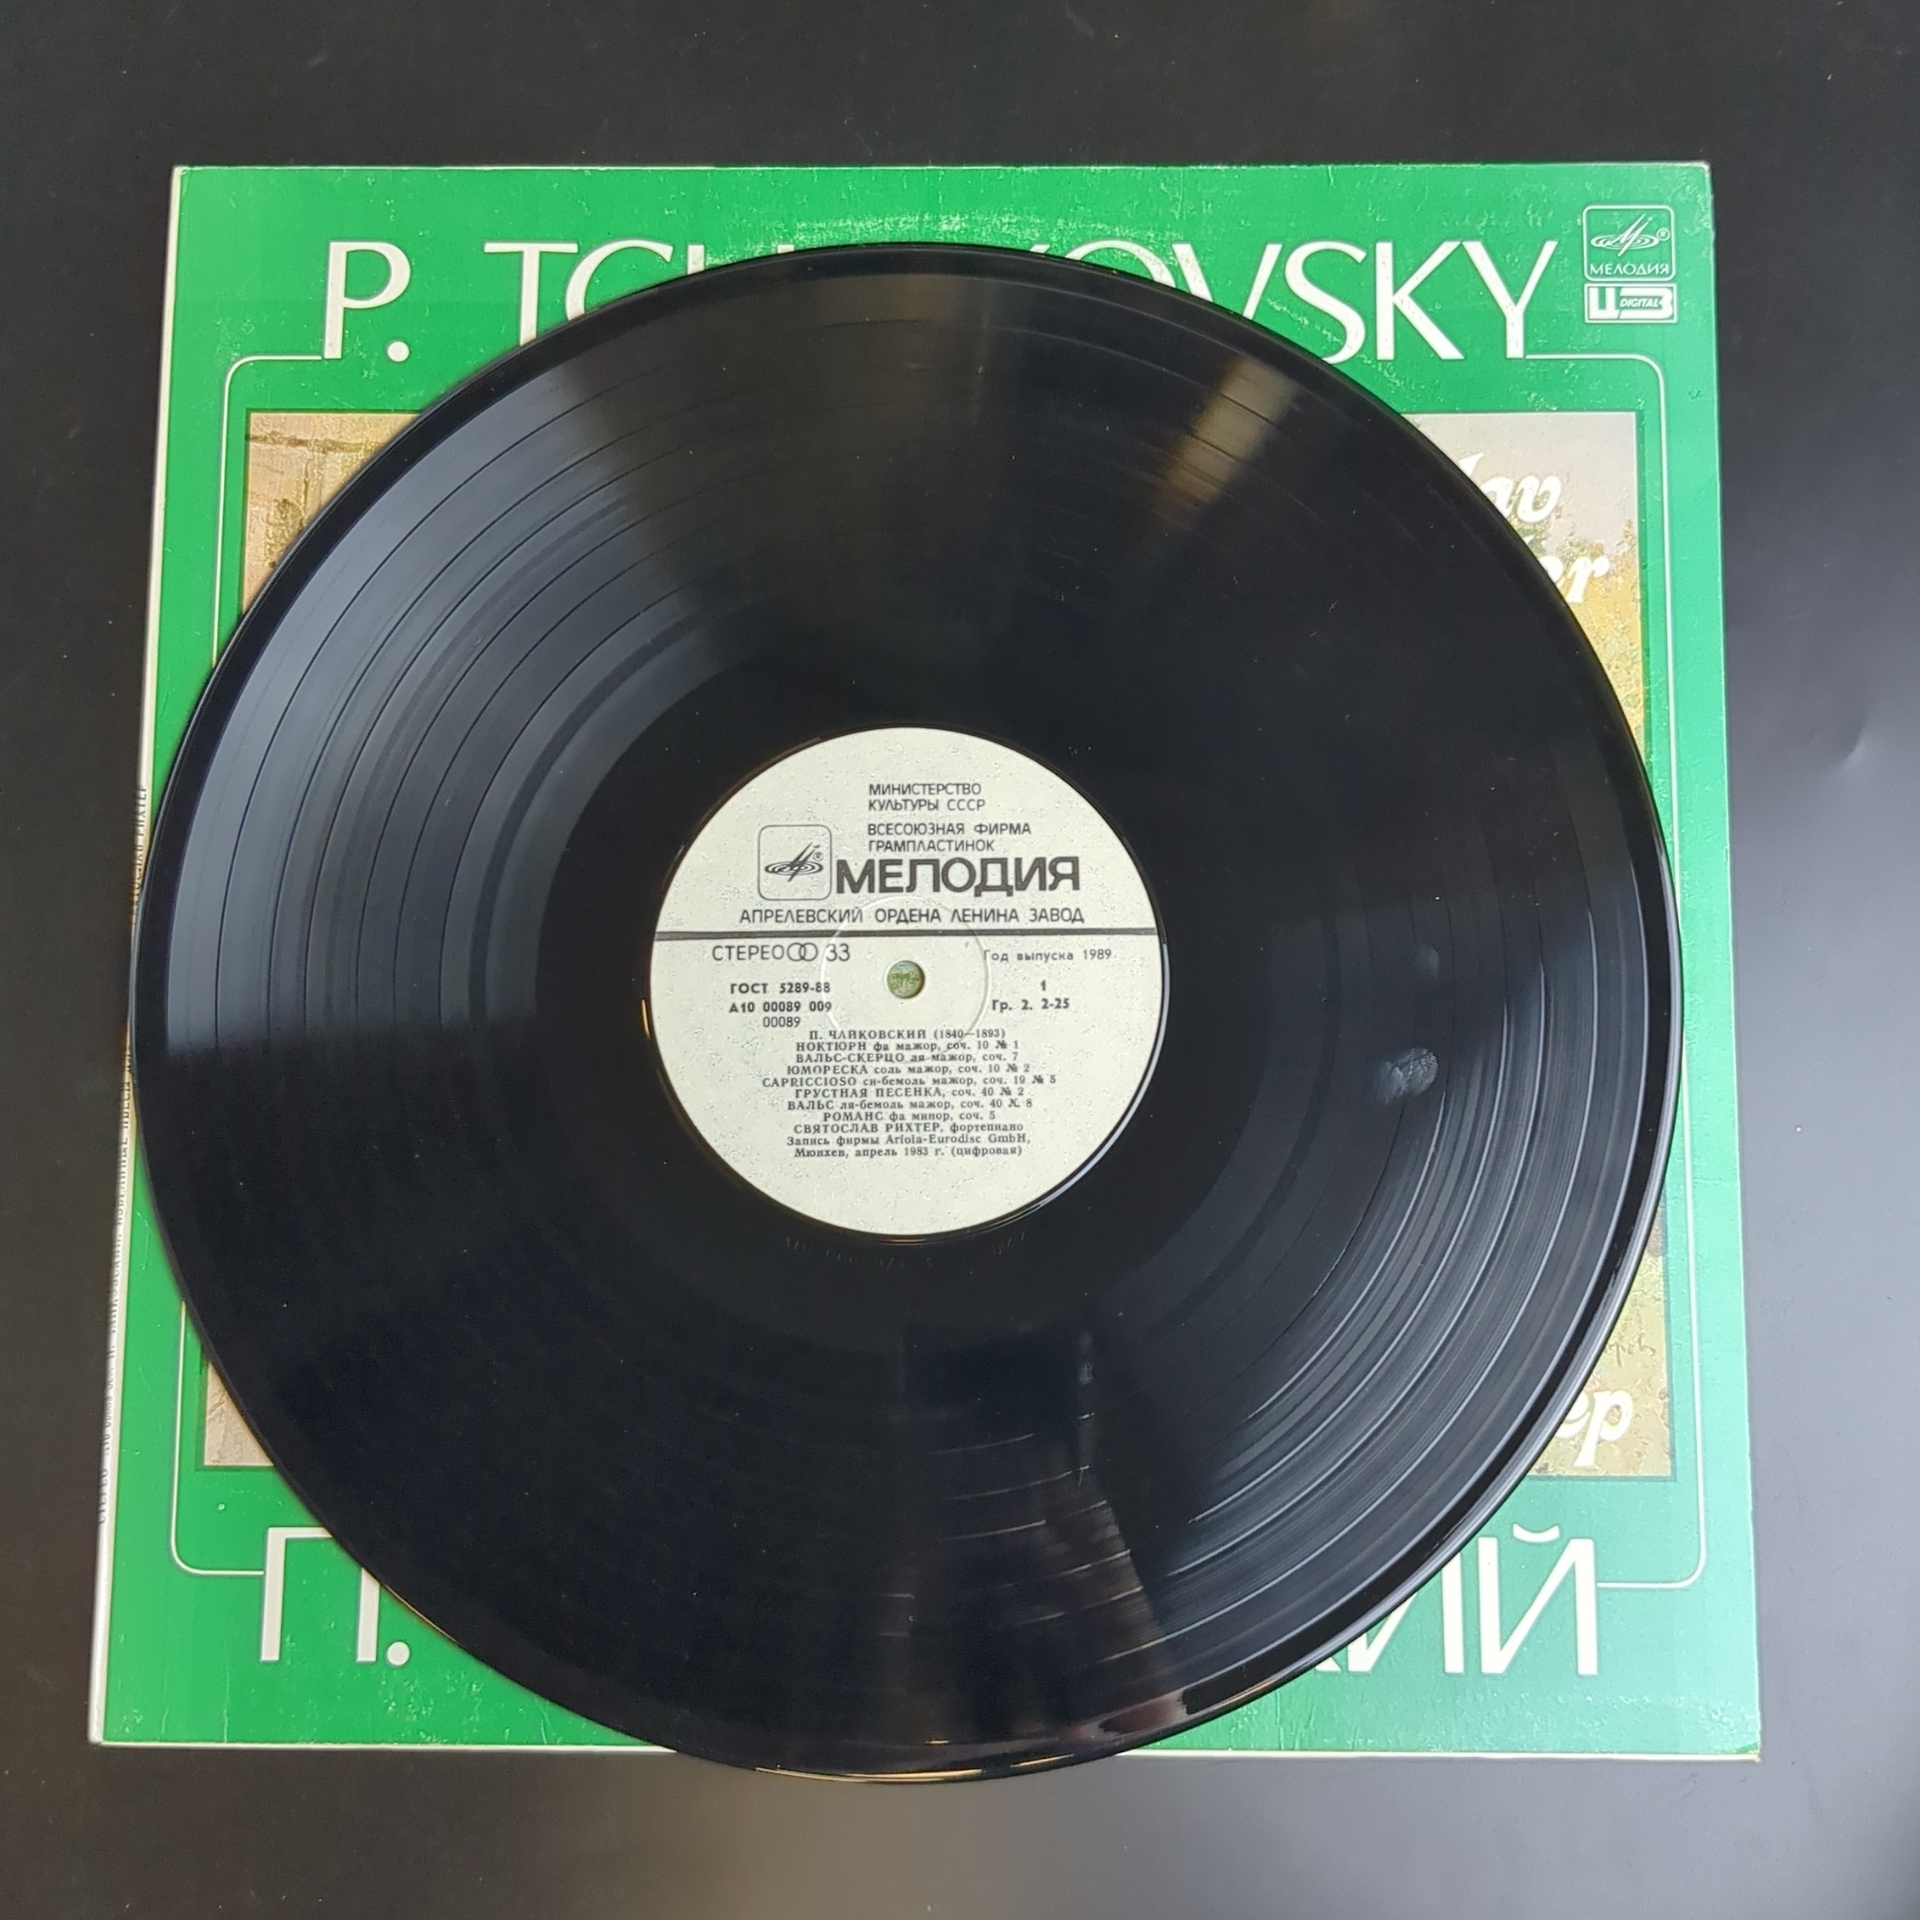 P. TCH KOVSKY
МЕЛОДИЯ
DIGITAL
МИНИСТЕРСТВО
КУЛЬТУРЫ СССР
ВСЕСОЮЗНАЯ ФИРМА
ГРАМПЛАСТИНОК
МЕЛОДИЯ
АПРЕЛЕВСКИЙ ОРДЕНА ЛЕНИНА ЗАВОД
СТЕРЕО 33
Год выпуска 1989
ГОСТ 5289-88
1
А10 00089 009
Гр. 2. 2-25
00089
П. ЧАЙКОВСКИЙ (1840—1893)
НОКТЮРН фа мажор, соч. 10 № 1
ВАЛЬС-СКЕРЦО ля мажор, соч. 7
ЮМОРЕСКА соль мажор, соч. 10 № 2
CAPRICCIOSO си-бемоль мажор, соч. 19 № 5
ГРУСТНАЯ ПЕСЕНКА, соч. 40 № 2
ВАЛЬС ля-бемоль мажор, соч. 40 № 8
РОМАНС фа минор, соч. 5
СВЯТОСЛАВ РИХТЕР, фортепиано
Запись фирмы Ariola-Eurodisc GmbH,
Мюнхен, апрель 1983 г. (цифровая)
П. КИЙ